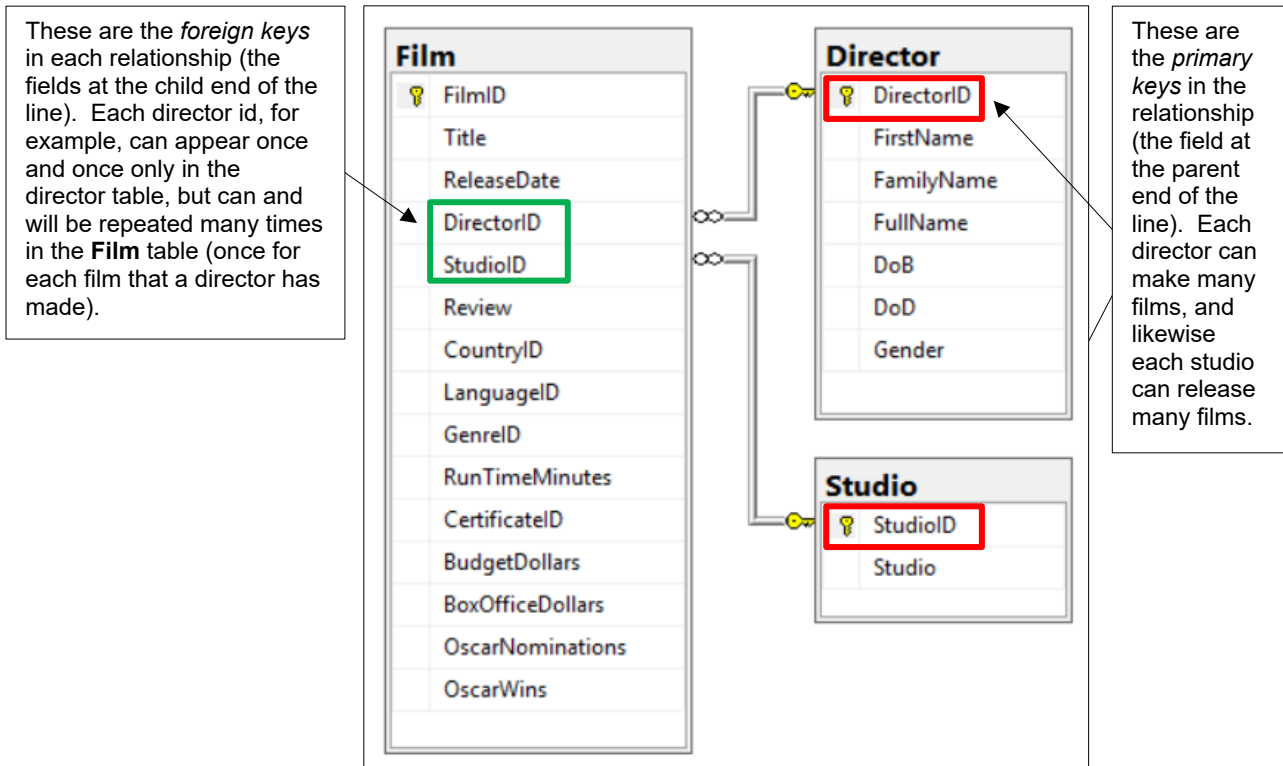 These are the foreign keys
in each relationship (the
fields at the child end of the
line).  Each director id, for
example, can appear once
and once only in the
director table, but can and
will be repeated many times
in the Film table (once for
each film that a director has
made).
Film
FilmID
Title
ReleaseDate
DirectorID
StudioID
Review
CountryID
LanguageID
GenreID
RunTimeMinutes
CertificateID
BudgetDollars
BoxOfficeDollars
OscarNominations
OscarWins
Director
DirectorID
FirstName
FamilyName
FullName
DoB
DoD
Gender
Studio
StudioID
Studio
These are
the primary
keys in the
relationship
(the field at
the parent
end of the
line).  Each
director can
make many
films, and
likewise
each studio
can release
many films.